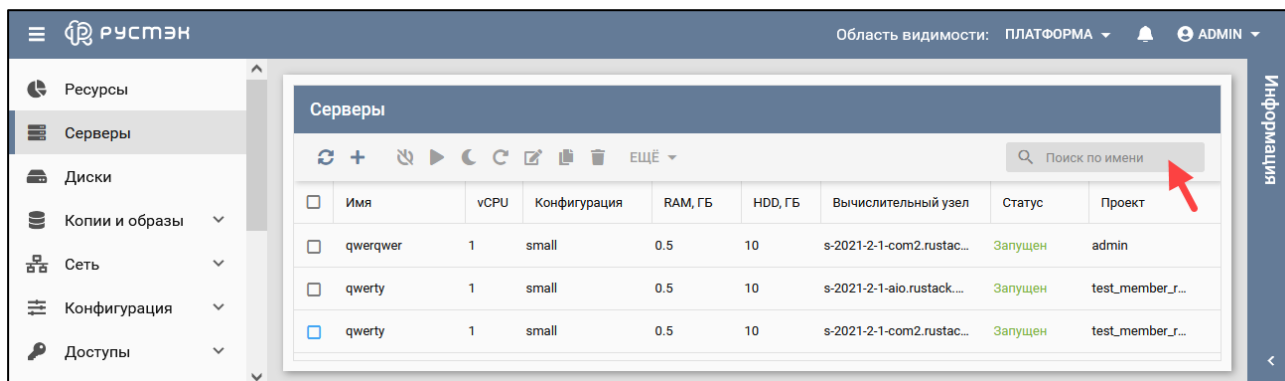 РУСТЭК
Область видимости: ПЛАТФОРМА
ADMIN
Ресурсы
Серверы
Диски
Копии и образы
Сеть
Конфигурация
Доступы
Серверы
ЕЩЁ
Поиск по имени
Имя vCPU Конфигурация RAM, ГБ HDD, ГБ Вычислительный узел Статус Проект
qwerqwer 1 small 0.5 10 s-2021-2-1-com2.rustac... Запущен admin
qwerty 1 small 0.5 10 s-2021-2-1-aio.rustack.... Запущен test_member_r...
qwerty 1 small 0.5 10 s-2021-2-1-com2.rustac... Запущен test_member_r...
Информация